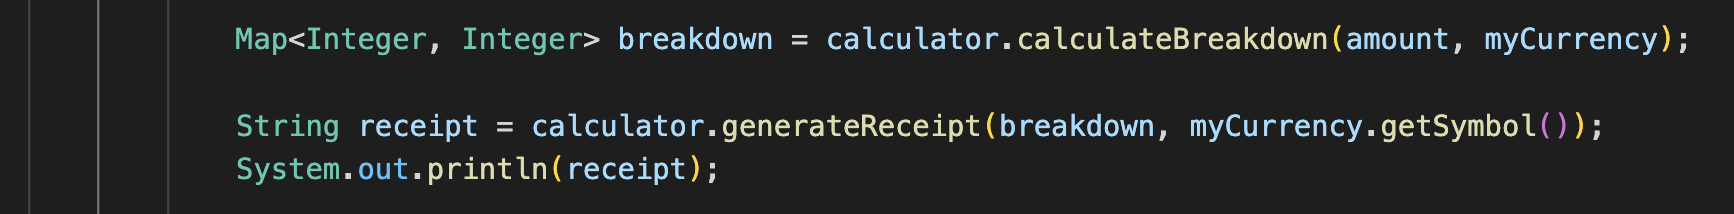 Map<Integer, Integer> breakdown = calculator.calculateBreakdown(amount, myCurrency);
String receipt = calculator.generateReceipt(breakdown, myCurrency.getSymbol());
System.out.println(receipt);